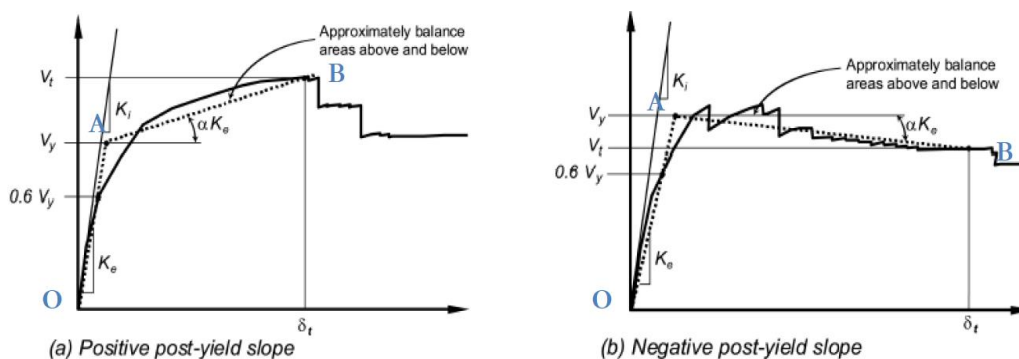 Approximately balance
areas above and below
B
V_t
K_i
A
αK_e
V_y
0.6 V_y
K_e
O
δ_t
(a) Positive post-yield slope
Approximately balance
areas above and below
K_i
A
V_y
αK_e
V_t
B
0.6 V_y
K_e
O
δ_t
(b) Negative post-yield slope